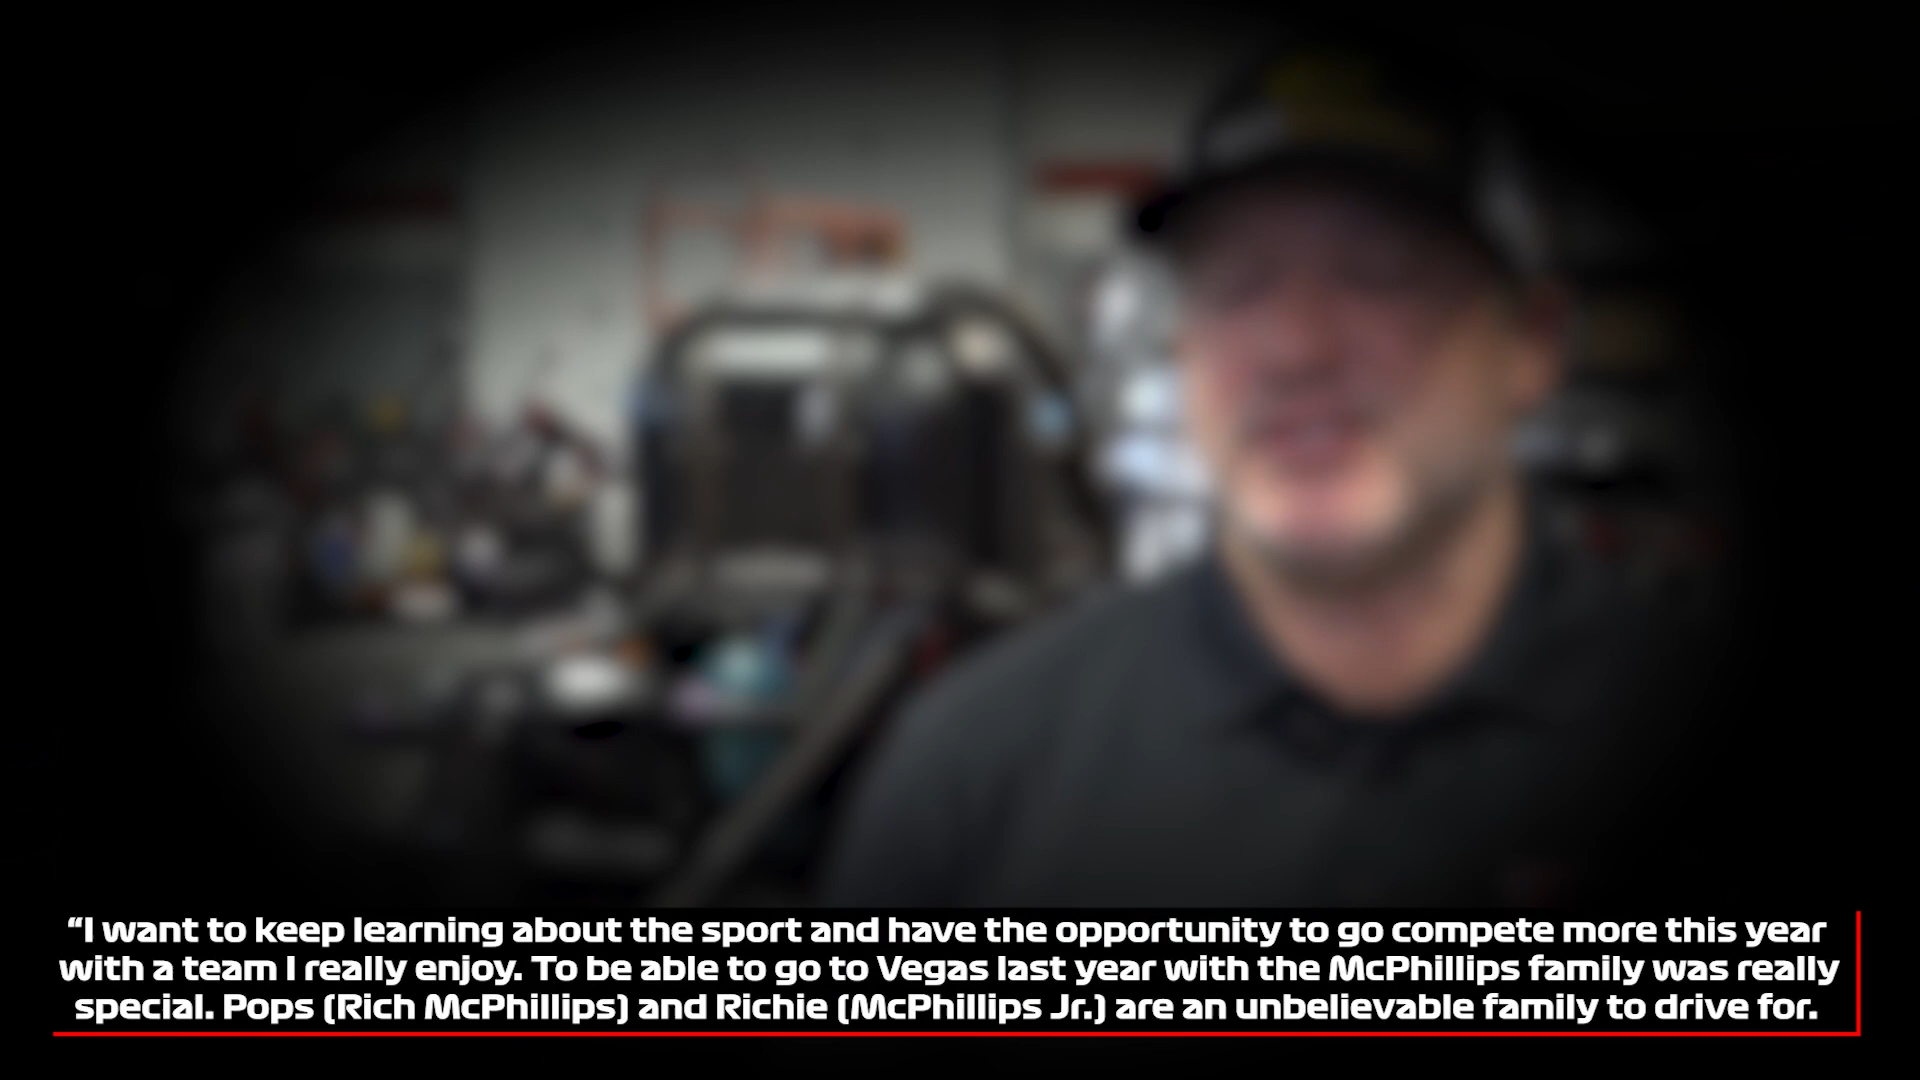 “I want to keep learning about the sport and have the opportunity to go compete more this year
with a team I really enjoy. To be able to go to Vegas last year with the McPhillips family was really
special. Pops (Rich McPhillips) and Richie (McPhillips Jr.) are an unbelievable family to drive for.